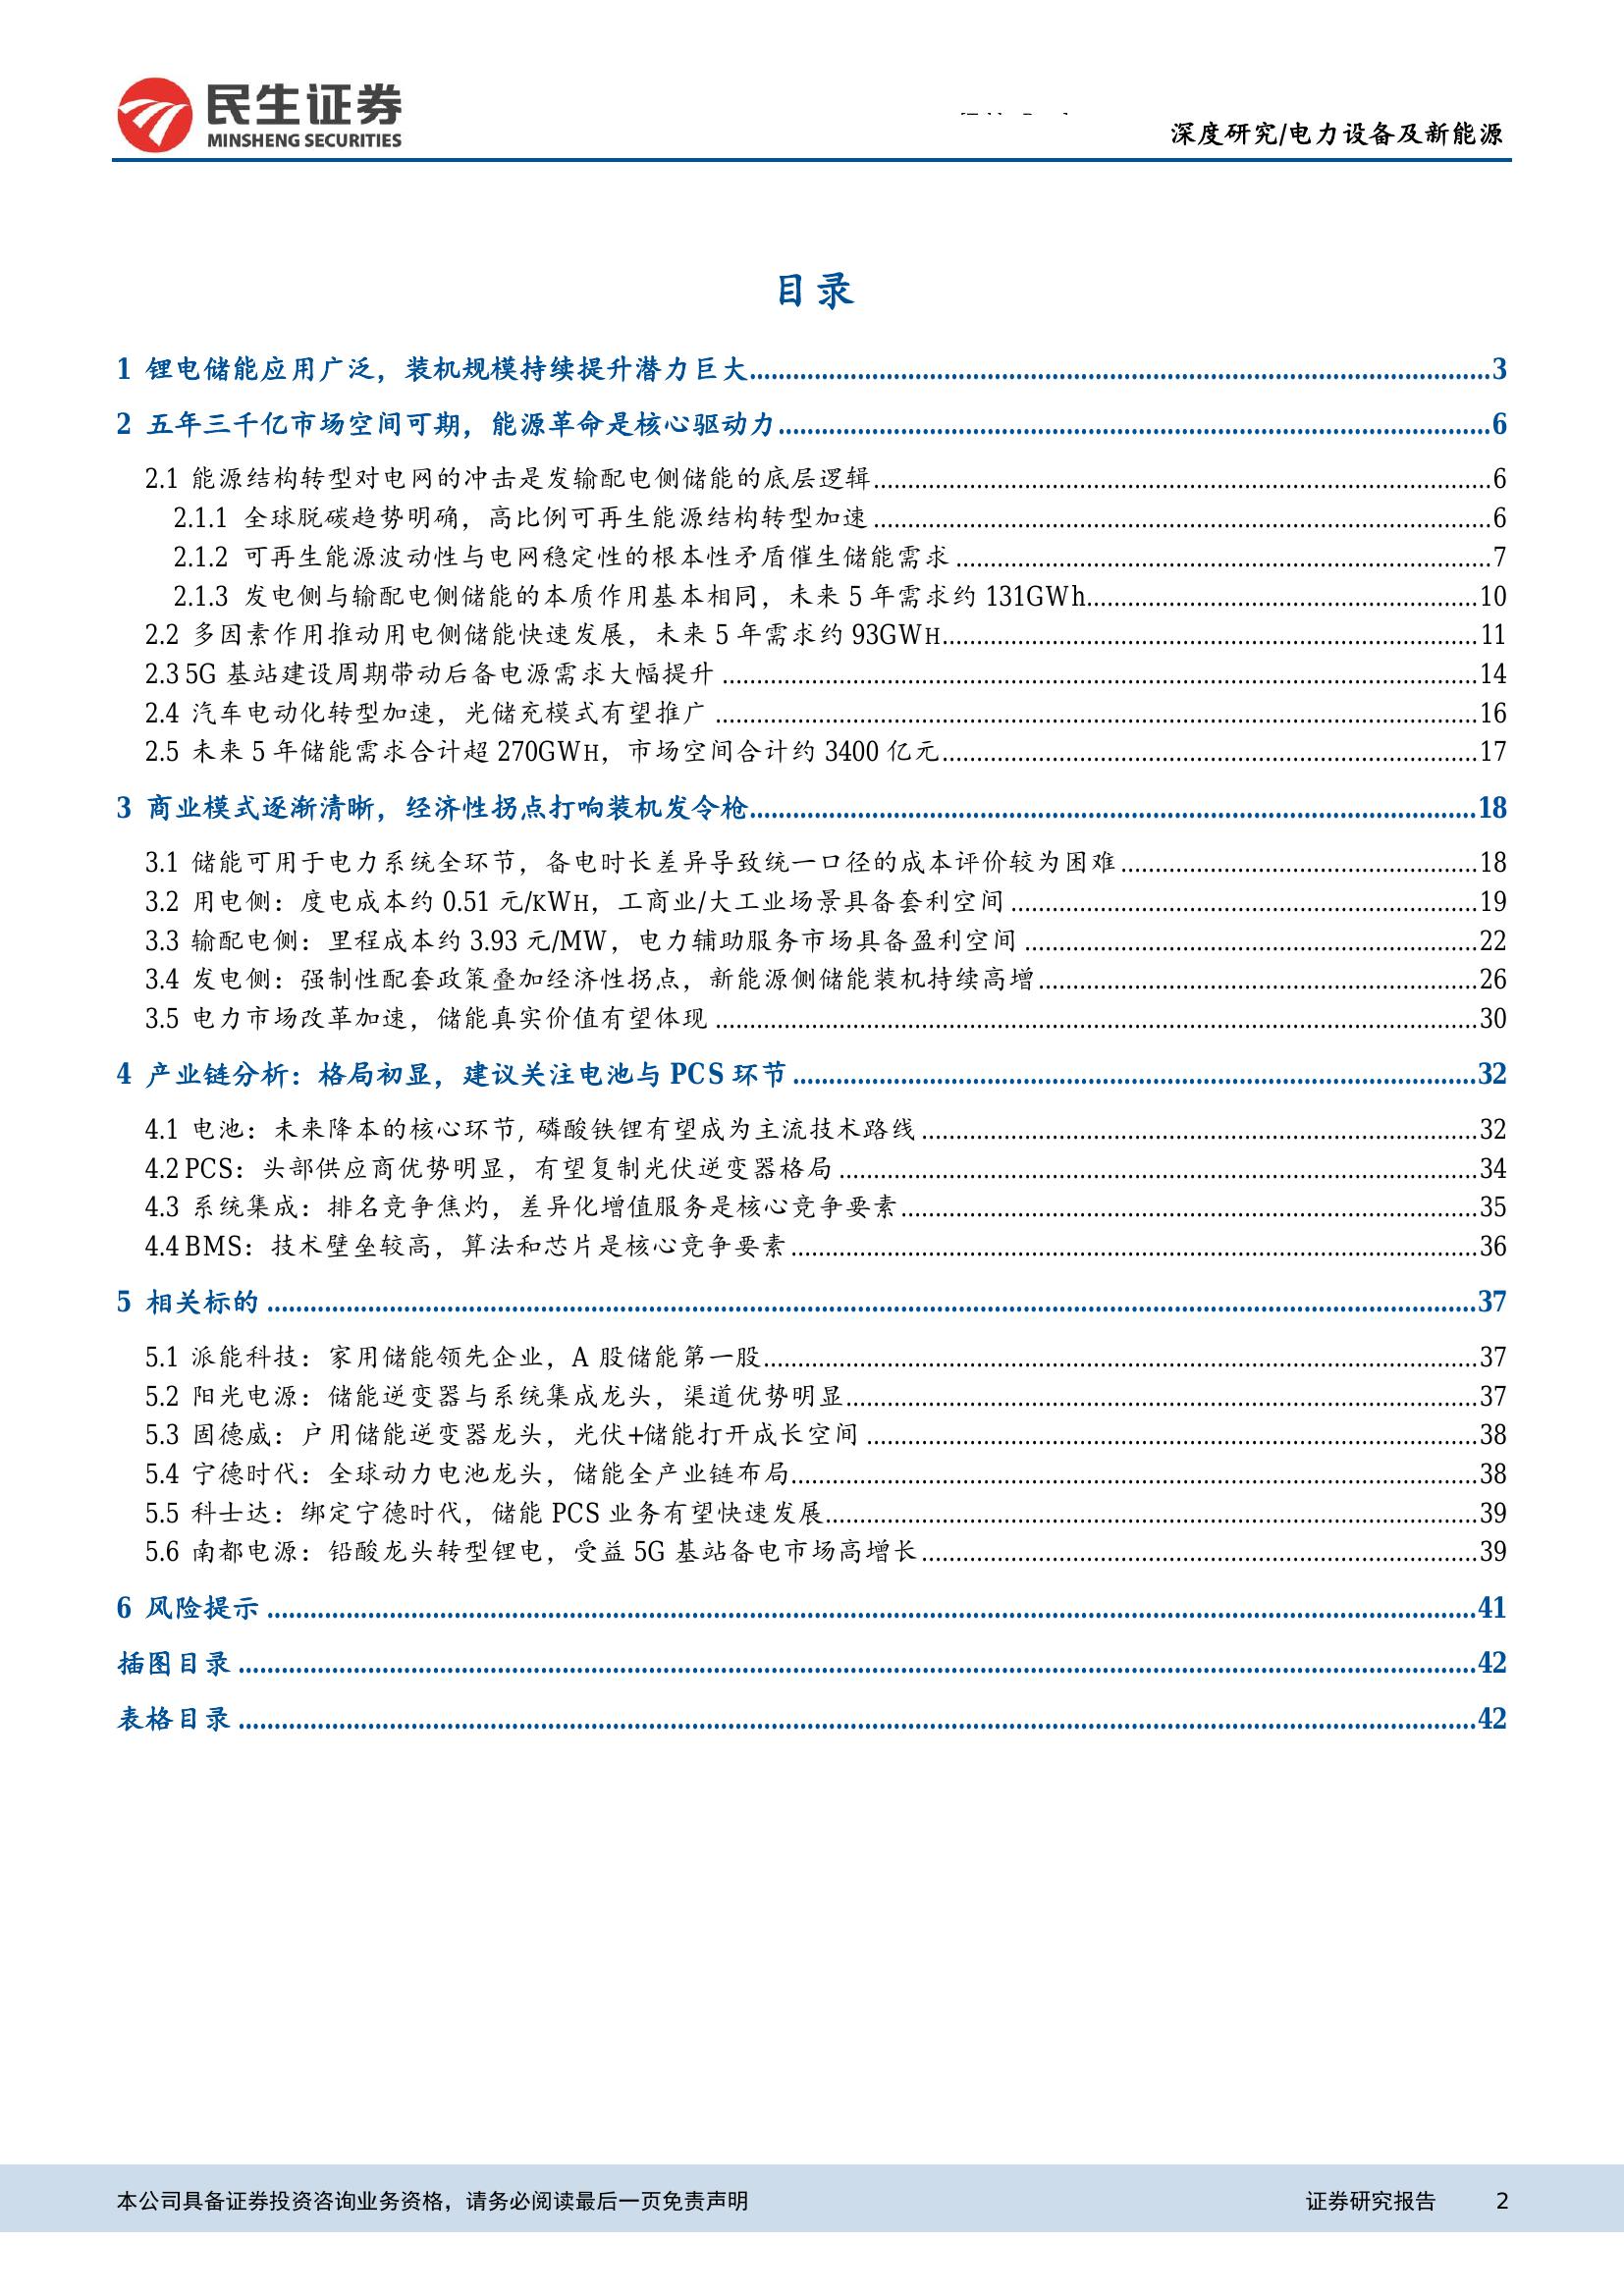 民生证券
MINSHENG SECURITIES
深度研究/电力设备及新能源
目录
1 锂电储能应用广泛，装机规模持续提升潜力巨大........................3
2 五年三千亿市场空间可期，能源革命是核心驱动力........................6
2.1 能源结构转型对电网的冲击是发输配电侧储能的底层逻辑........................6
2.1.1 全球脱碳趋势明确，高比例可再生能源结构转型加速........................6
2.1.2 可再生能源波动性与电网稳定性的根本性矛盾催生储能需求........................7
2.1.3 发电侧与输配电侧储能的本质作用基本相同，未来 5 年需求约 131GWh........................10
2.2 多因素作用推动用电侧储能快速发展，未来 5 年需求约 93GWH........................11
2.3 5G 基站建设周期带动后备电源需求大幅提升........................14
2.4 汽车电动化转型加速，光储充模式有望推广........................16
2.5 未来 5 年储能需求合计超 270GWH，市场空间合计约 3400 亿元........................17
3 商业模式逐渐清晰，经济性拐点打响装机发令枪........................18
3.1 储能可用于电力系统全环节，备电时长差异导致统一口径的成本评价较为困难........................18
3.2 用电侧：度电成本约 0.51 元/KWH，工商业/大工业场景具备套利空间........................19
3.3 输配电侧：里程成本约 3.93 元/MW，电力辅助服务市场具备盈利空间........................22
3.4 发电侧：强制性配套政策叠加经济性拐点，新能源侧储能装机持续高增........................26
3.5 电力市场改革加速，储能真实价值有望体现........................30
4 产业链分析：格局初显，建议关注电池与 PCS 环节........................32
4.1 电池：未来降本的核心环节, 磷酸铁锂有望成为主流技术路线........................32
4.2 PCS：头部供应商优势明显，有望复制光伏逆变器格局........................34
4.3 系统集成：排名竞争焦灼，差异化增值服务是核心竞争要素........................35
4.4 BMS：技术壁垒较高，算法和芯片是核心竞争要素........................36
5 相关标的........................37
5.1 派能科技：家用储能领先企业，A 股储能第一股........................37
5.2 阳光电源：储能逆变器与系统集成龙头，渠道优势明显........................37
5.3 固德威：户用储能逆变器龙头，光伏+储能打开成长空间........................38
5.4 宁德时代：全球动力电池龙头，储能全产业链布局........................38
5.5 科士达：绑定宁德时代，储能 PCS 业务有望快速发展........................39
5.6 南都电源：铅酸龙头转型锂电，受益 5G 基站备电市场高增长........................39
6 风险提示........................41
插图目录........................42
表格目录........................42
本公司具备证券投资咨询业务资格，请务必阅读最后一页免责声明 证券研究报告 2